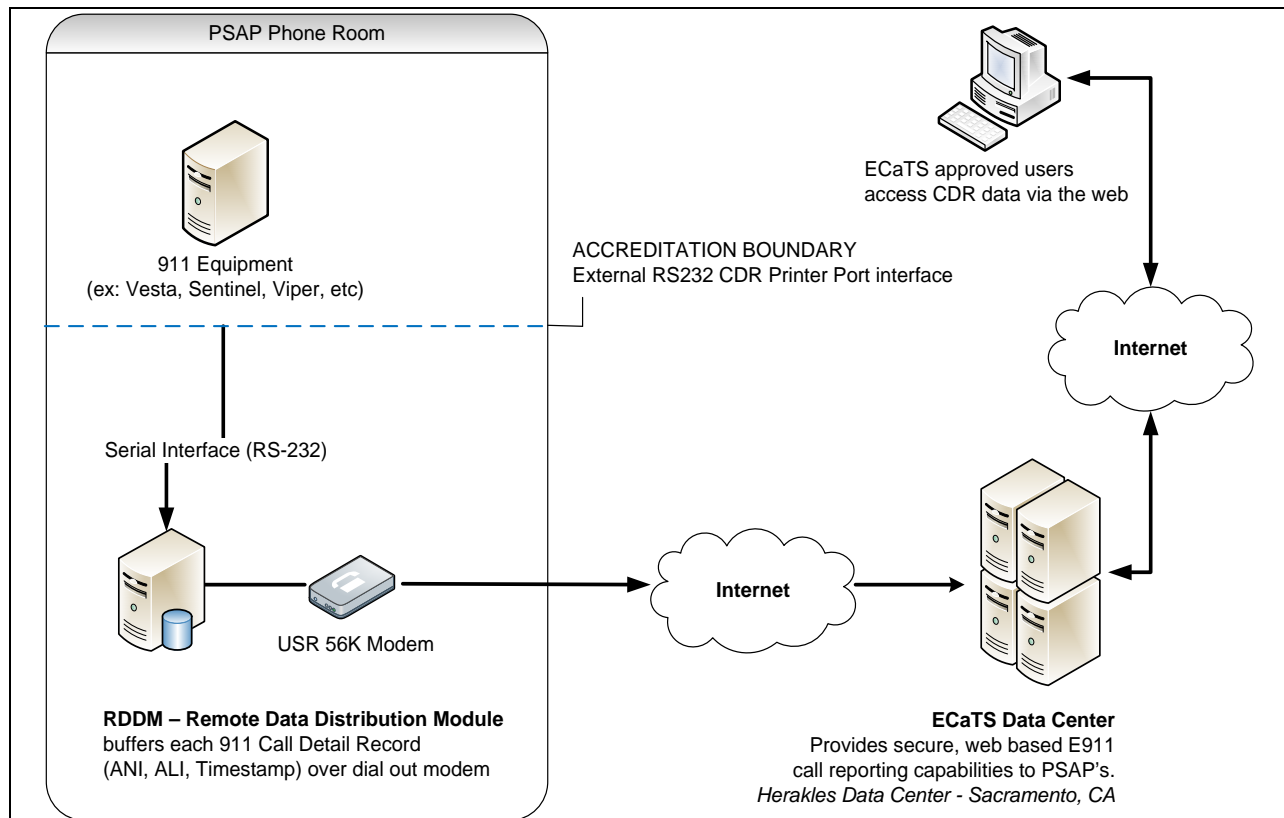 PSAP Phone Room
911 Equipment
(ex: Vesta, Sentinel, Viper, etc)
ACCREDITATION BOUNDARY
External RS232 CDR Printer Port interface
ECaTS approved users
access CDR data via the web
Internet
Serial Interface (RS-232)
USR 56K Modem
Internet
RDDM – Remote Data Distribution Module
buffers each 911 Call Detail Record
(ANI, ALI, Timestamp) over dial out modem
ECaTS Data Center
Provides secure, web based E911
call reporting capabilities to PSAP's.
Herakles Data Center - Sacramento, CA